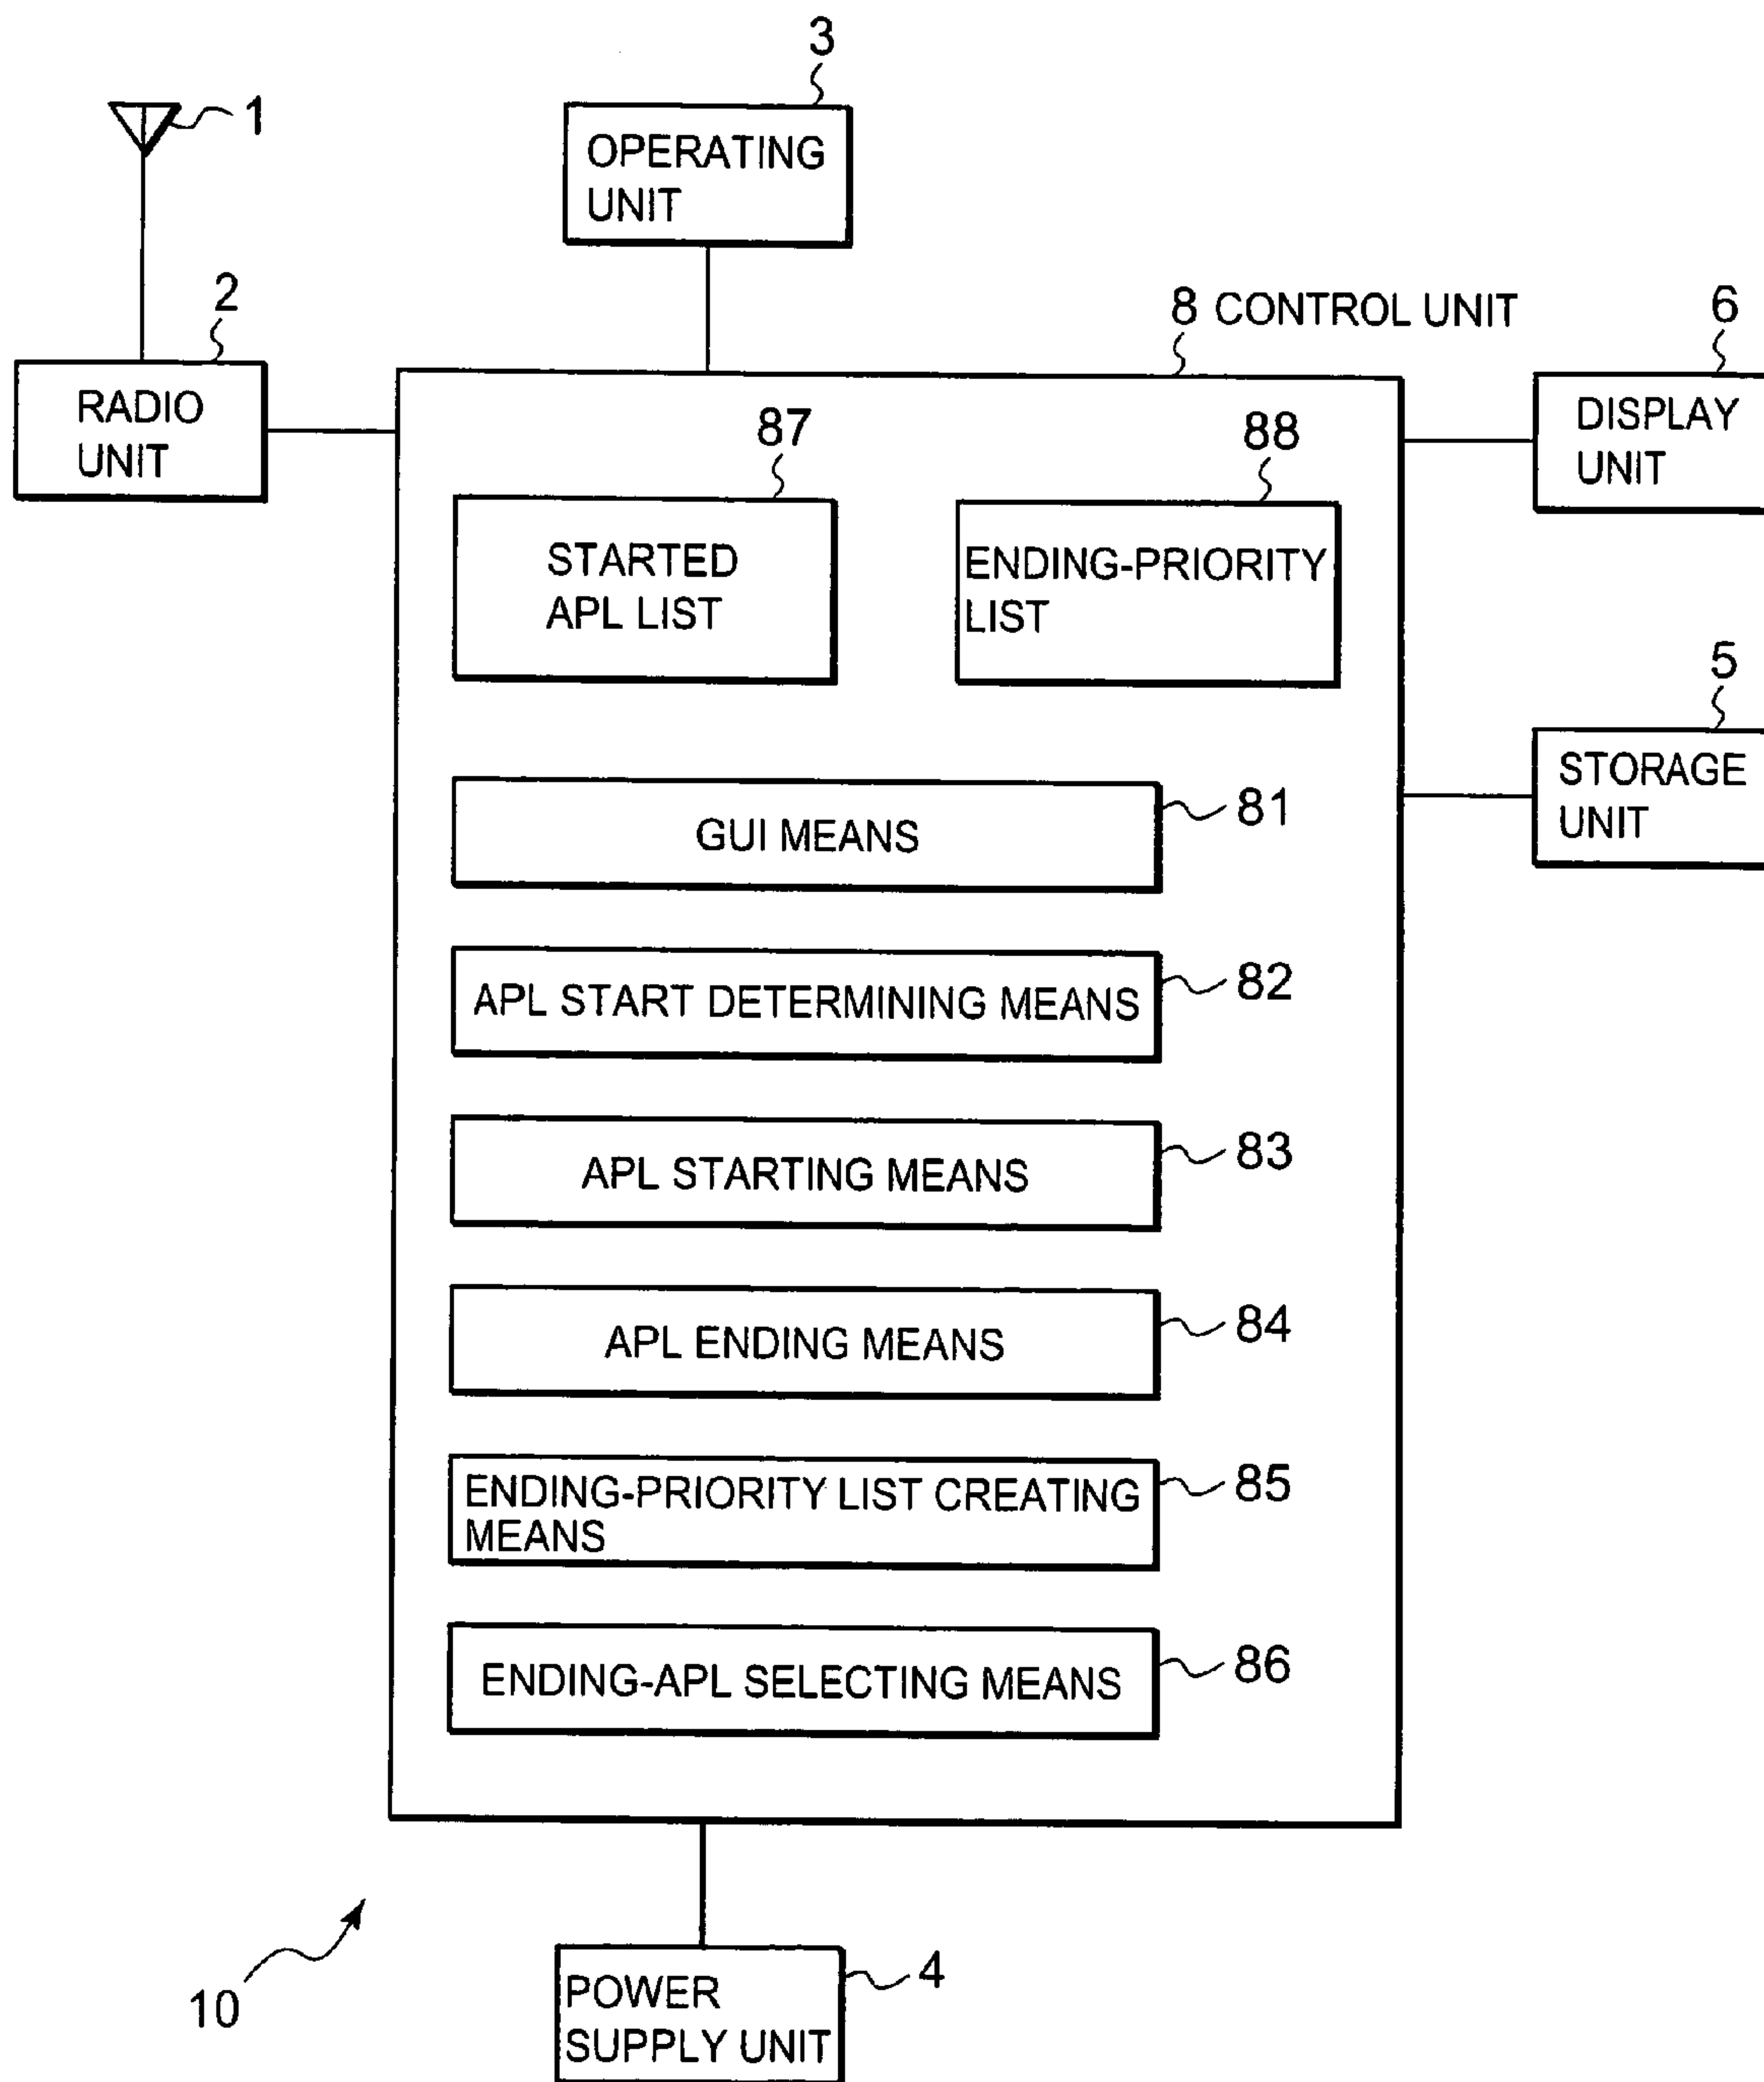 3
1
OPERATING
UNIT
2
8 CONTROL UNIT
6
RADIO
UNIT
DISPLAY
UNIT
87
88
STARTED
APL LIST
ENDING-PRIORITY
LIST
5
STORAGE
UNIT
GUI MEANS
81
APL START DETERMINING MEANS
82
APL STARTING MEANS
83
APL ENDING MEANS
84
ENDING-PRIORITY LIST CREATING
MEANS
85
ENDING-APL SELECTING MEANS
86
10
POWER
SUPPLY UNIT
4